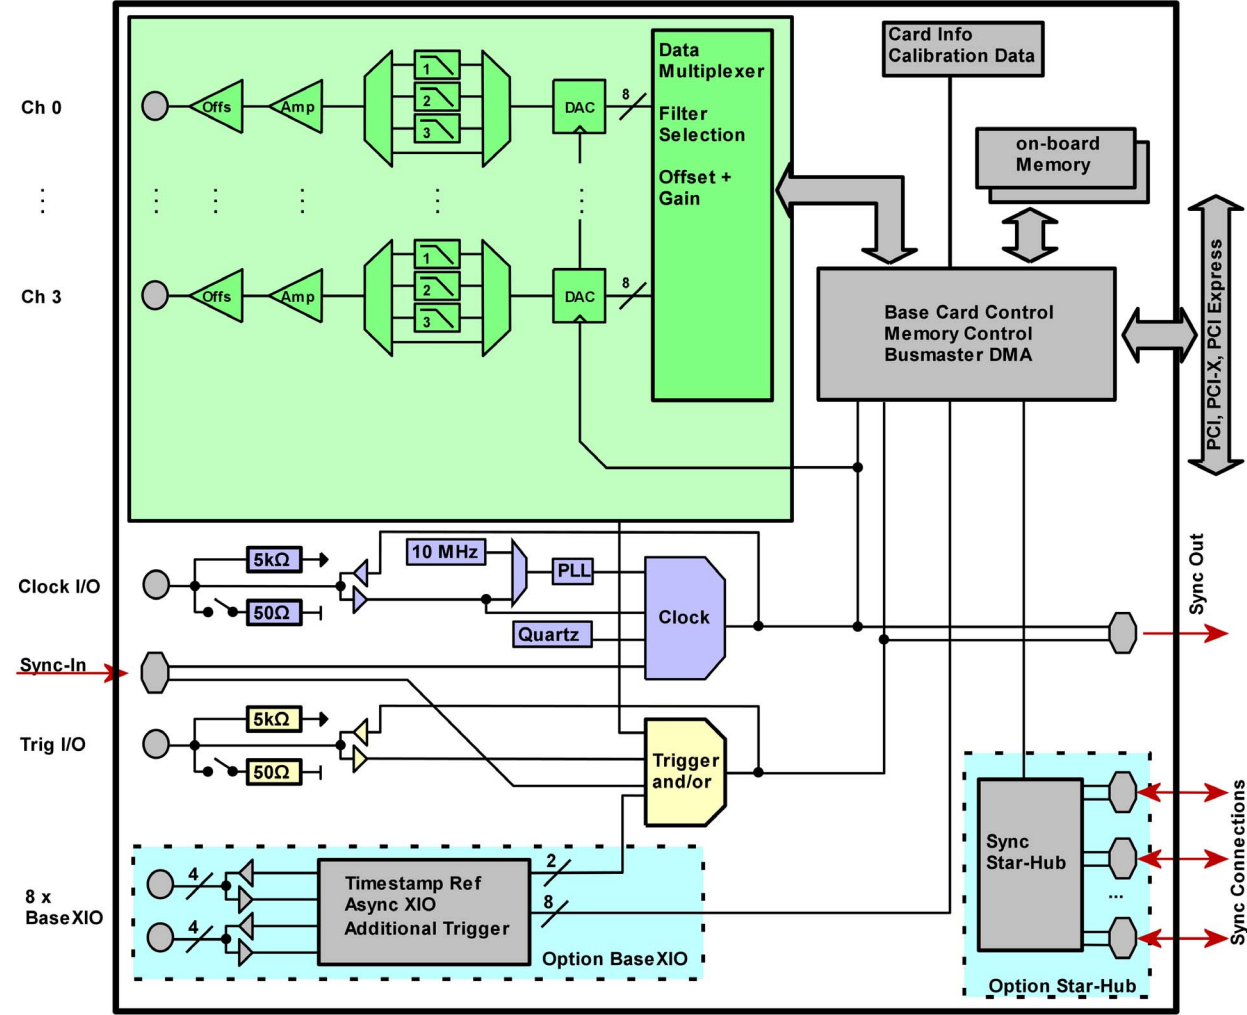 Card Info
Calibration Data
Data
Multiplexer
Filter
Selection
Offset +
Gain
Ch 0
Offs
Amp
1
2
3
DAC
8
on-board
Memory
Ch 3
Offs
Amp
1
2
3
DAC
8
Base Card Control
Memory Control
Busmaster DMA
PCI, PCI-X, PCI Express
Clock I/O
5kΩ
50Ω
10 MHz
PLL
Quartz
Clock
Sync Out
Sync-In
Trig I/O
5kΩ
50Ω
Trigger
and/or
Sync
Star-Hub
...
Option Star-Hub
Sync Connections
8 x
BaseXIO
4
4
Timestamp Ref
Async XIO
Additional Trigger
2
8
Option BaseXIO